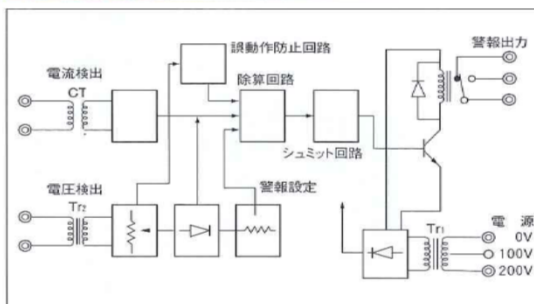 誤動作防止回路
警報出力
電流検出
CT
除算回路
シュミット回路
電圧検出
Tr2
警報設定
Tr1
電源
0V
100V
200V